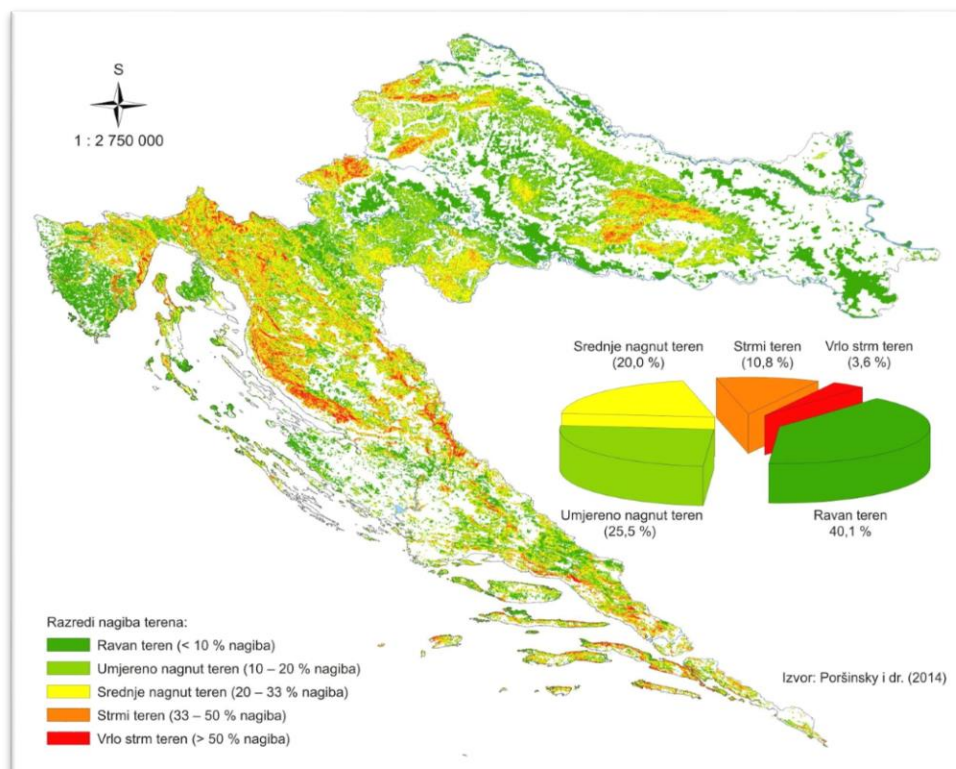 S
1 : 2 750 000
Srednje nagnut teren
(20,0 %)
Strmi teren
(10,8 %)
Vrlo strm teren
(3,6 %)
Umjereno nagnut teren
(25,5 %)
Ravan teren
40,1 %
Razredi nagiba terena:
Ravan teren (< 10 % nagiba)
Umjereno nagnut teren (10 – 20 % nagiba)
Srednje nagnut teren (20 – 33 % nagiba)
Strmi teren (33 – 50 % nagiba)
Vrlo strm teren (> 50 % nagiba)
Izvor: Poršinsky i dr. (2014)